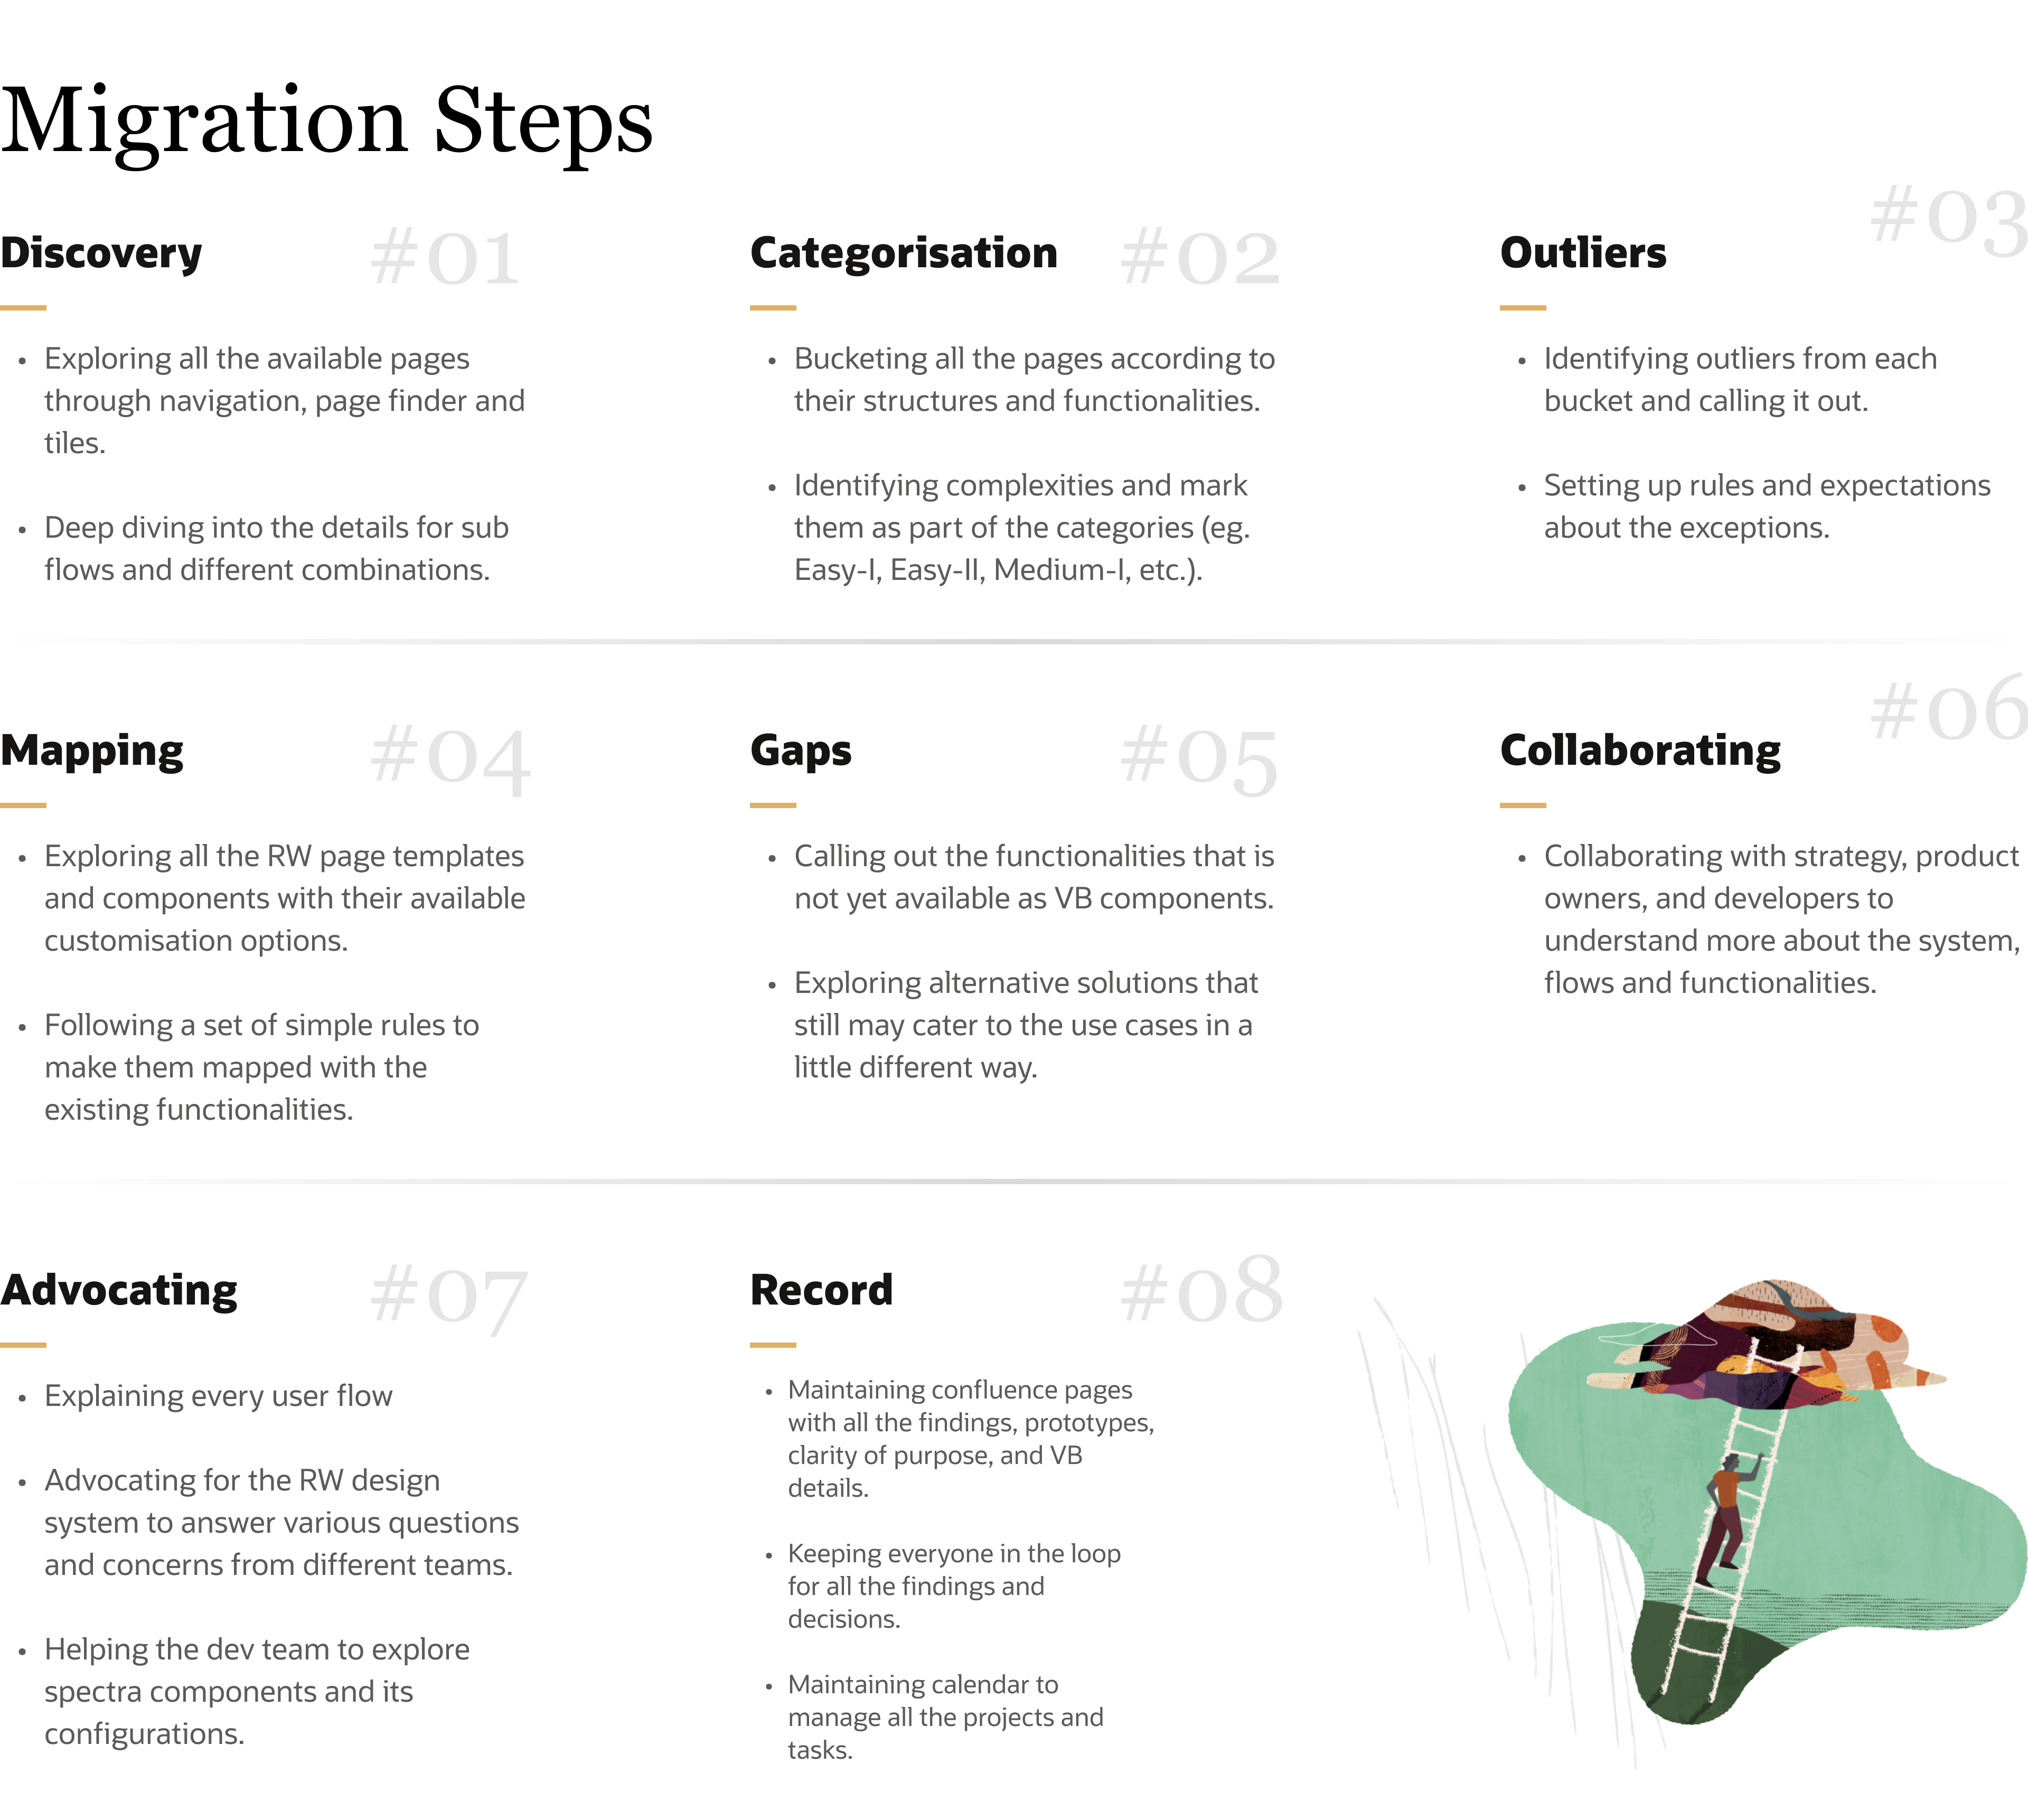 Migration Steps
Discovery
#01
• Exploring all the available pages
through navigation, page finder and
tiles.
• Deep diving into the details for sub
flows and different combinations.
Categorisation
#02
• Bucketing all the pages according to
their structures and functionalities.
• Identifying complexities and mark
them as part of the categories (eg.
Easy-I, Easy-II, Medium-I, etc.).
Outliers
#03
• Identifying outliers from each
bucket and calling it out.
• Setting up rules and expectations
about the exceptions.
Mapping
#04
• Exploring all the RW page templates
and components with their available
customisation options.
• Following a set of simple rules to
make them mapped with the
existing functionalities.
Gaps
#05
• Calling out the functionalities that is
not yet available as VB components.
• Exploring alternative solutions that
still may cater to the use cases in a
little different way.
Collaborating
#06
• Collaborating with strategy, product
owners, and developers to
understand more about the system,
flows and functionalities.
Advocating
#07
• Explaining every user flow
• Advocating for the RW design
system to answer various questions
and concerns from different teams.
• Helping the dev team to explore
spectra components and its
configurations.
Record
#08
• Maintaining confluence pages
with all the findings, prototypes,
clarity of purpose, and VB
details.
• Keeping everyone in the loop
for all the findings and
decisions.
• Maintaining calendar to
manage all the projects and
tasks.